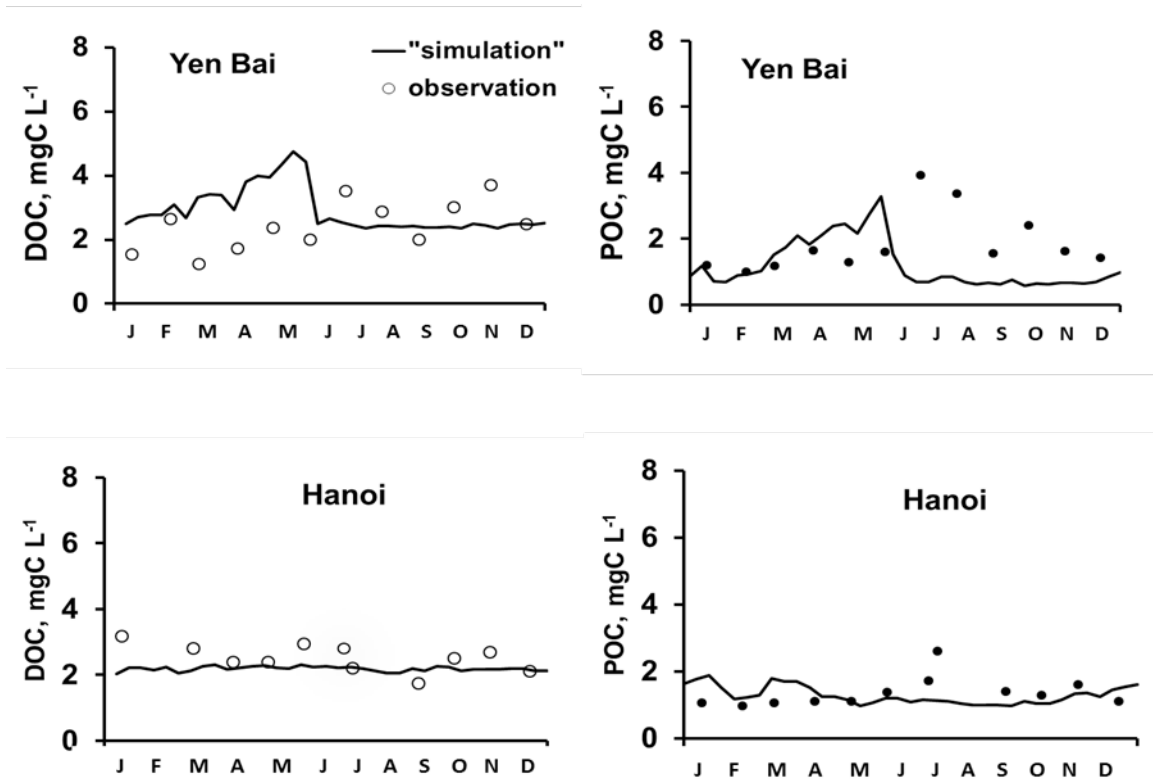 Yen Bai
"simulation"
observation
DOC, mgC L-1
8
6
4
2
0
J F M A M J J A S O N D
Yen Bai
POC, mgC L-1
8
6
4
2
0
J F M A M J J A S O N D
Hanoi
DOC, mgC L-1
8
6
4
2
0
J F M A M J J A S O N D
Hanoi
POC, mgC L-1
8
6
4
2
0
J F M A M J J A S O N D